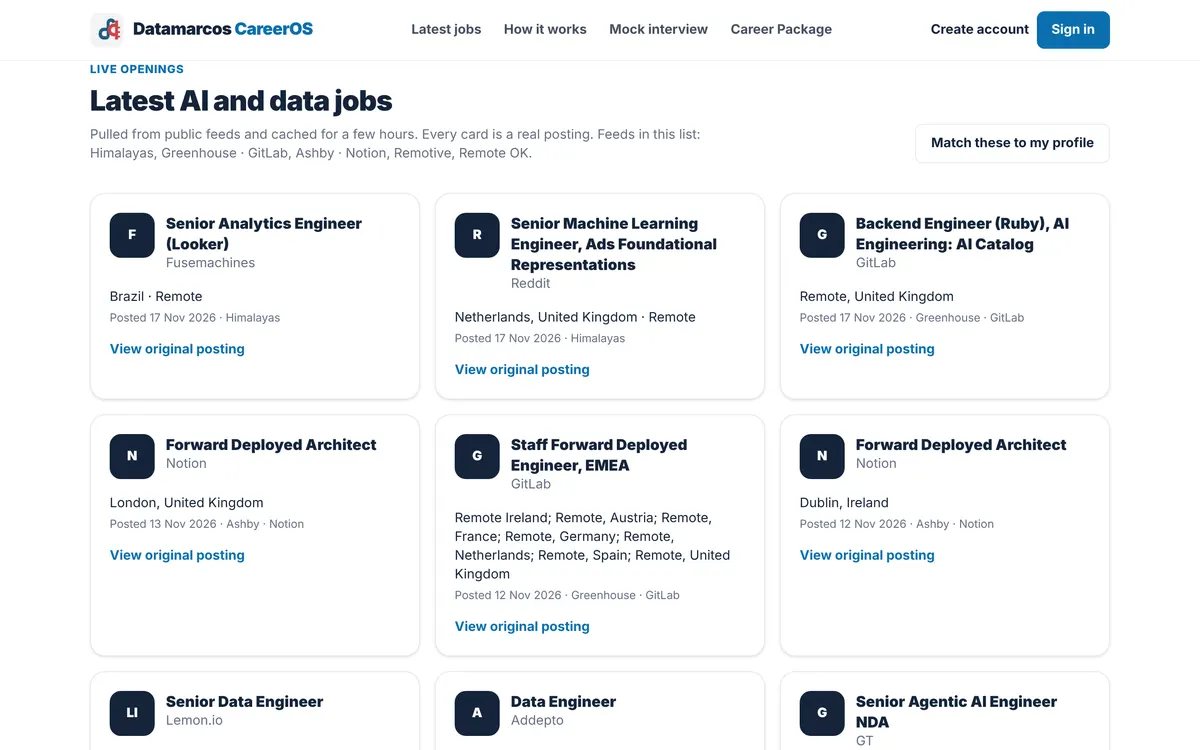 Datamarcos CareerOS
Latest jobs
How it works
Mock interview
Career Package
Create account
Sign in
LIVE OPENINGS
Latest AI and data jobs
Pulled from public feeds and cached for a few hours. Every card is a real posting. Feeds in this list:
Himalayas, Greenhouse · GitLab, Ashby · Notion, Remotive, Remote OK.
Match these to my profile
F
Senior Analytics Engineer
(Looker)
Fusemachines
Brazil · Remote
Posted 17 Nov 2026 · Himalayas
View original posting
R
Senior Machine Learning
Engineer, Ads Foundational
Representations
Reddit
Netherlands, United Kingdom · Remote
Posted 17 Nov 2026 · Himalayas
View original posting
G
Backend Engineer (Ruby), AI
Engineering: AI Catalog
GitLab
Remote, United Kingdom
Posted 17 Nov 2026 · Greenhouse · GitLab
View original posting
N
Forward Deployed Architect
Notion
London, United Kingdom
Posted 13 Nov 2026 · Ashby · Notion
View original posting
G
Staff Forward Deployed
Engineer, EMEA
GitLab
Remote Ireland; Remote, Austria; Remote,
France; Remote, Germany; Remote,
Netherlands; Remote, Spain; Remote, United
Kingdom
Posted 12 Nov 2026 · Greenhouse · GitLab
View original posting
N
Forward Deployed Architect
Notion
Dublin, Ireland
Posted 12 Nov 2026 · Ashby · Notion
View original posting
LI
Senior Data Engineer
Lemon.io
A
Data Engineer
Addepto
G
Senior Agentic AI Engineer
NDA
GT